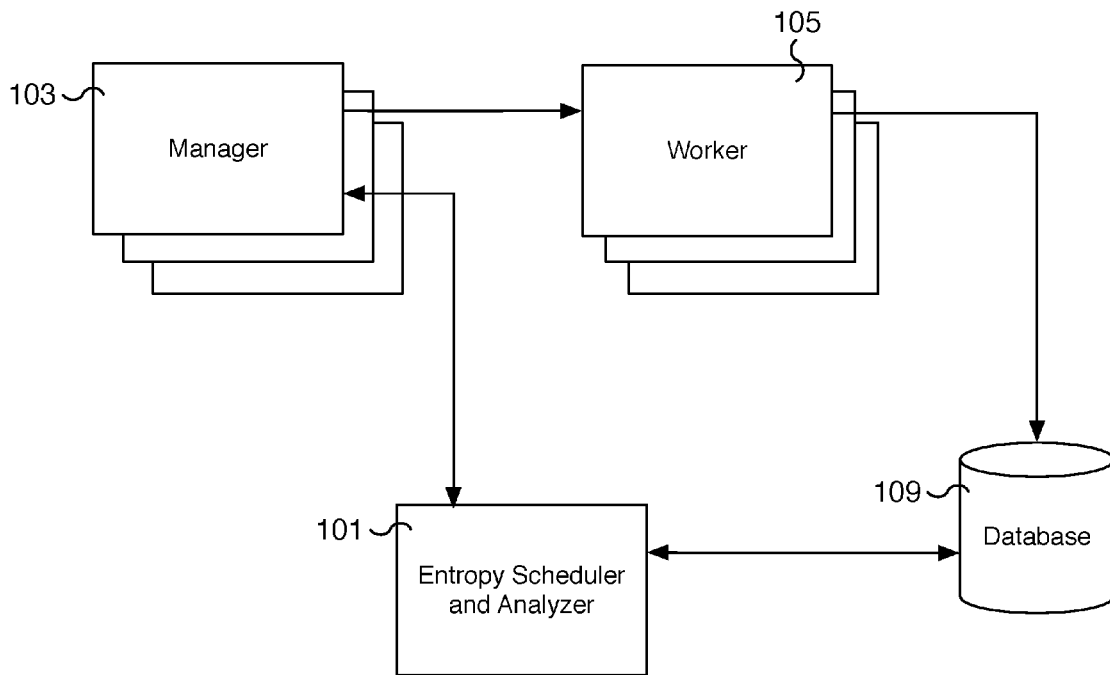 105
103
Manager
Worker
109
Database
101
Entropy Scheduler
and Analyzer